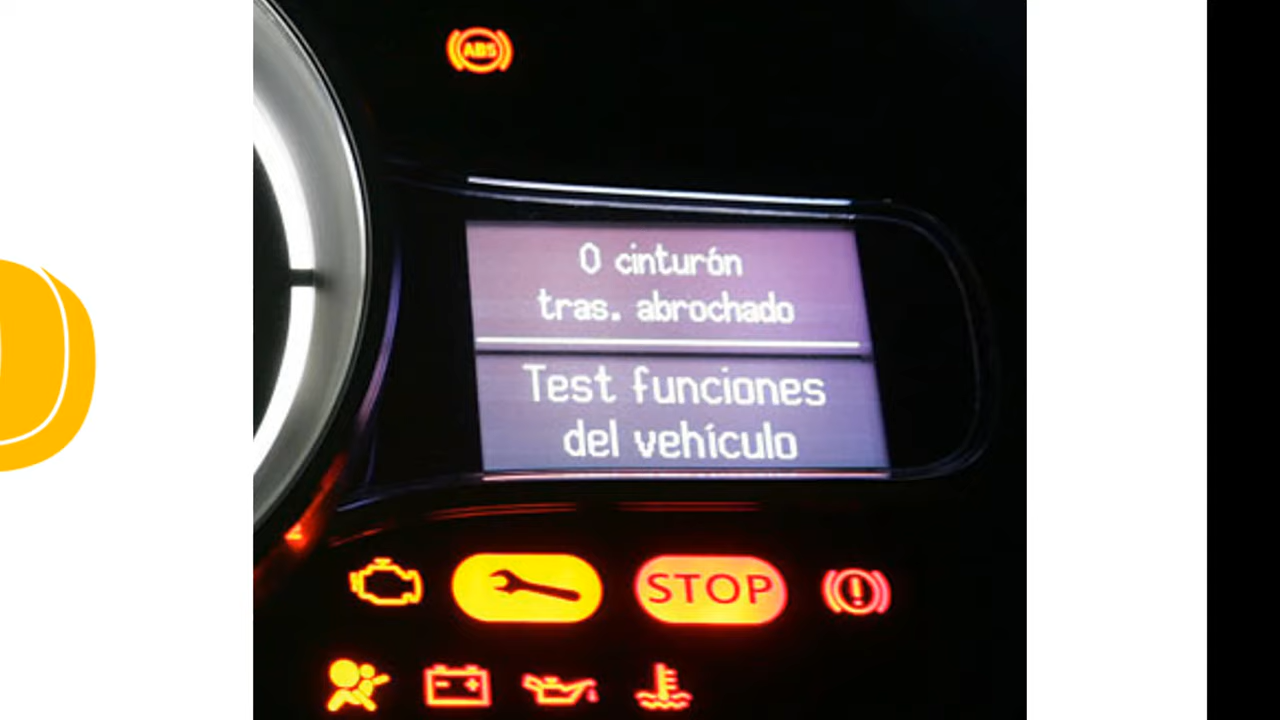 ABS
0 cinturón
tras. abrochado
Test funciones
del vehículo
STOP